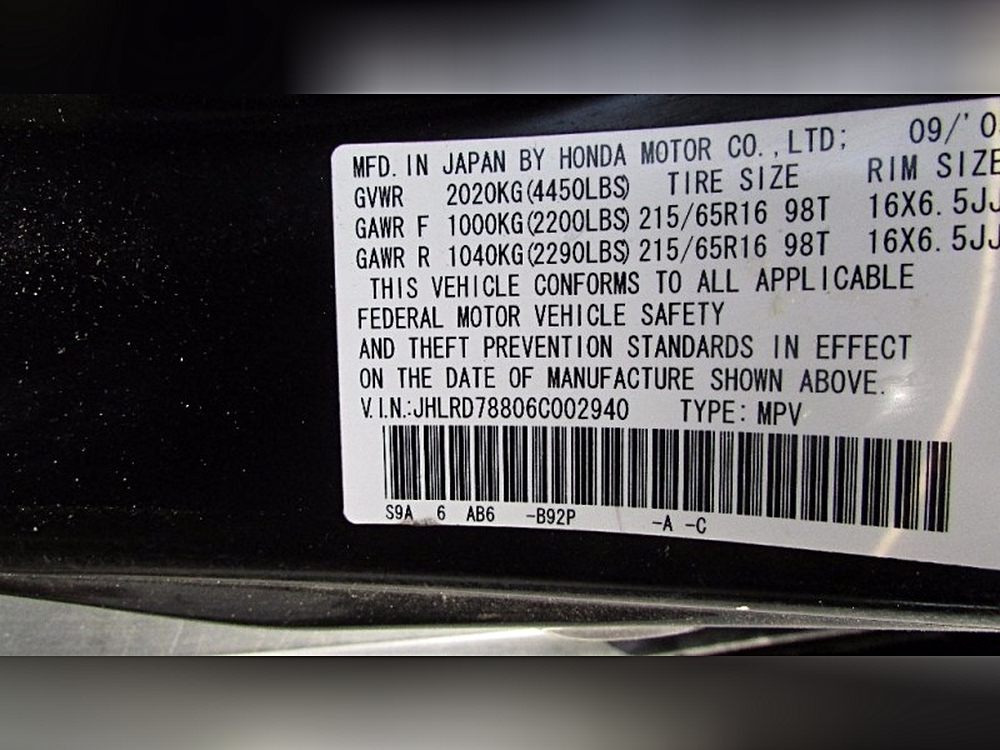 MFD. IN JAPAN BY HONDA MOTOR CO.,LTD; 09/'0
GVWR 2020KG(4450LBS) TIRE SIZE RIM SIZE
GAWR F 1000KG(2200LBS) 215/65R16 98T 16X6.5JJ
GAWR R 1040KG(2290LBS) 215/65R16 98T 16X6.5JJ
THIS VEHICLE CONFORMS TO ALL APPLICABLE
FEDERAL MOTOR VEHICLE SAFETY
AND THEFT PREVENTION STANDARDS IN EFFECT
ON THE DATE OF MANUFACTURE SHOWN ABOVE.
V.I.N.:JHLRD78806C002940 TYPE: MPV
S9A 6 AB6 -B92P -A -C